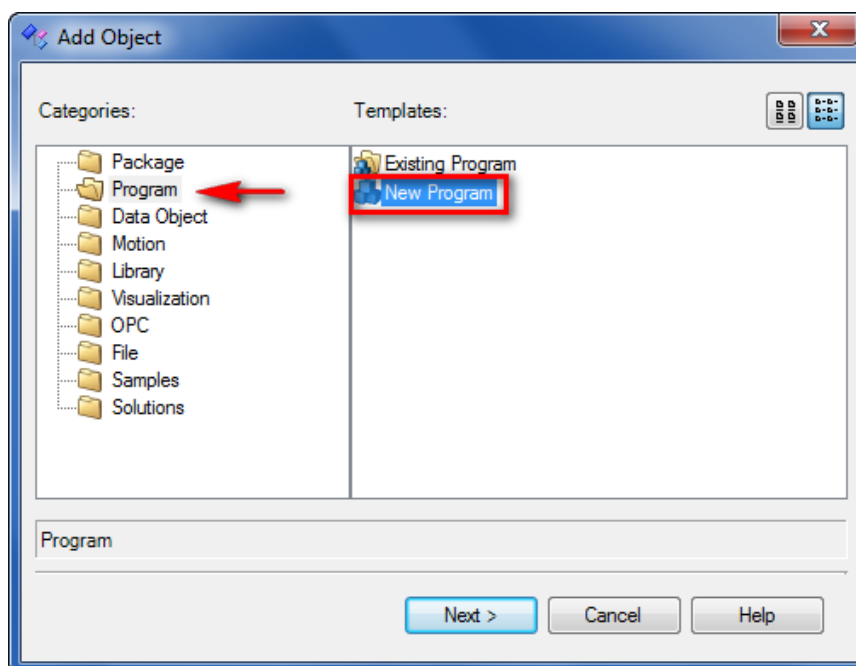 Add Object
Categories:
Templates:
Package
Program
Data Object
Motion
Library
Visualization
OPC
File
Samples
Solutions
Existing Program
New Program
Program
Next >
Cancel
Help